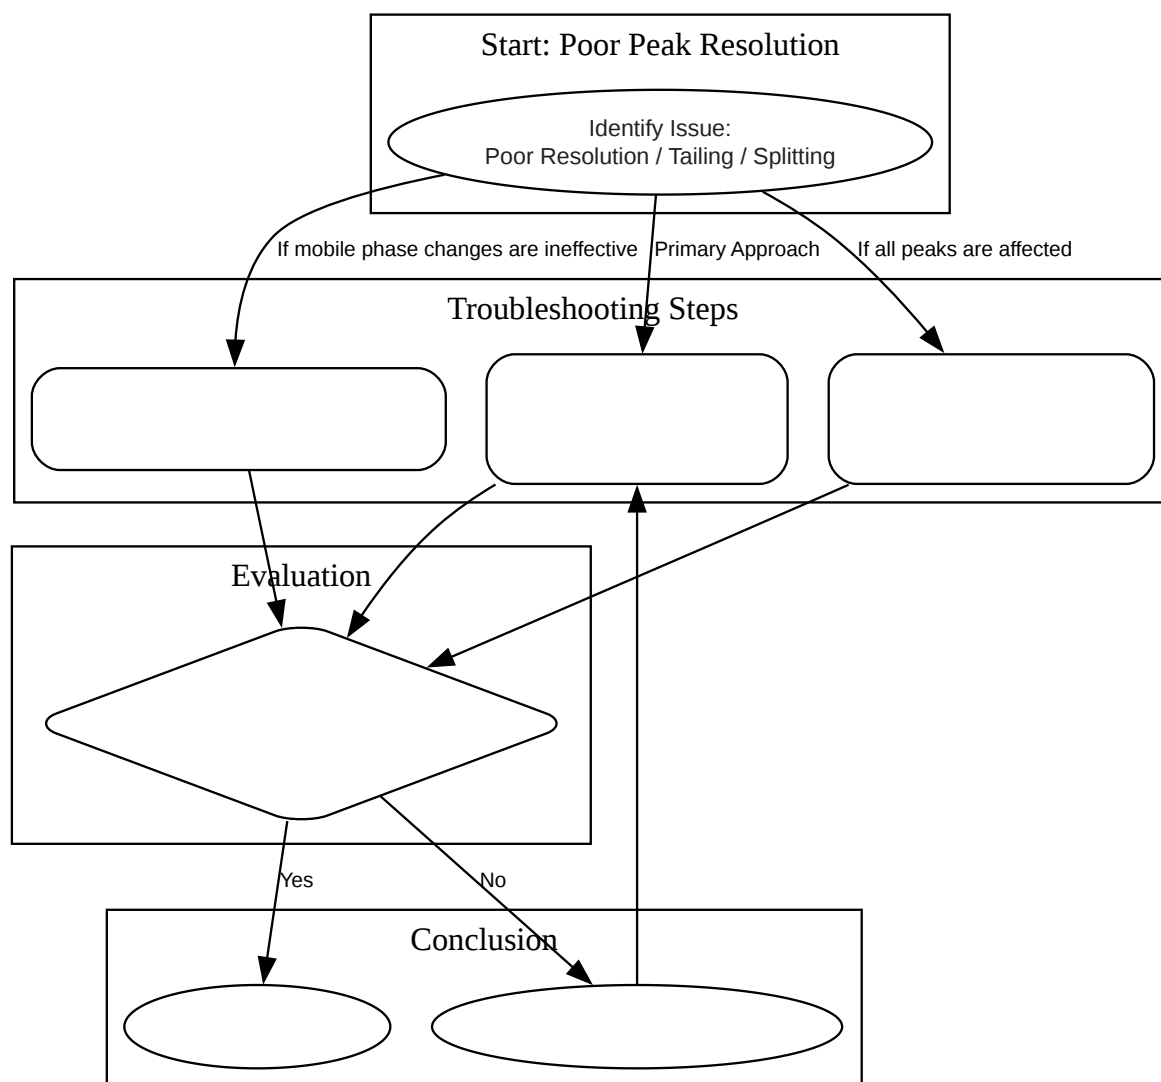 Start: Poor Peak Resolution
Identify Issue:
Poor Resolution / Tailing / Splitting
If mobile phase changes are ineffective
Primary Approach
If all peaks are affected
Troubleshooting Steps
Evaluation
Yes
No
Conclusion